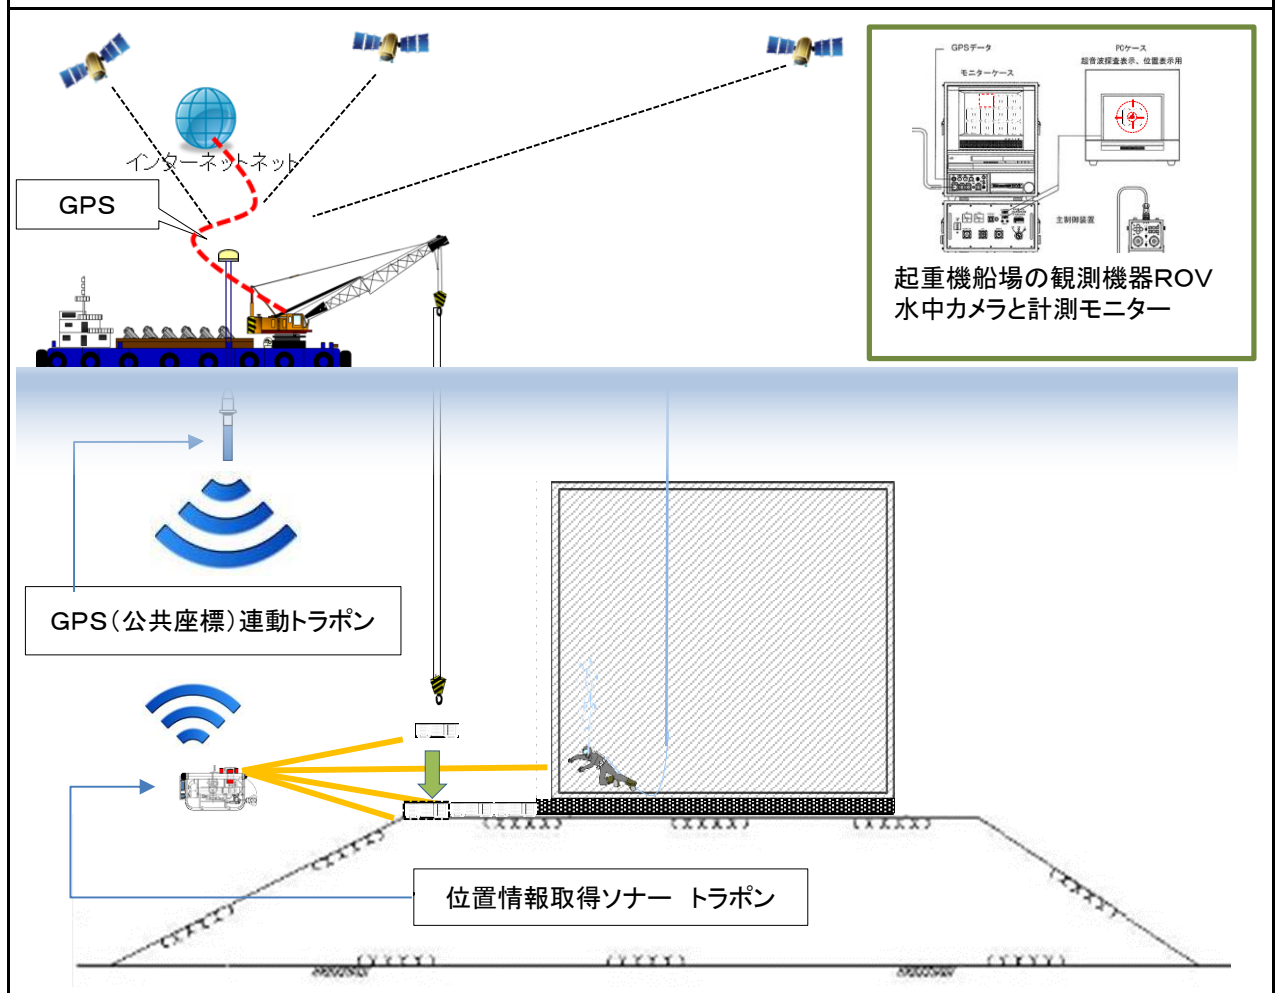 GPSデータ
モニターケース
PCケース
超音波探査表示、位置表示用
主制御装置
起重機船場の観測機器ROV
水中カメラと計測モニター
インターネットネット
GPS
GPS(公共座標)連動トラポン
位置情報取得ソナー　トラポン